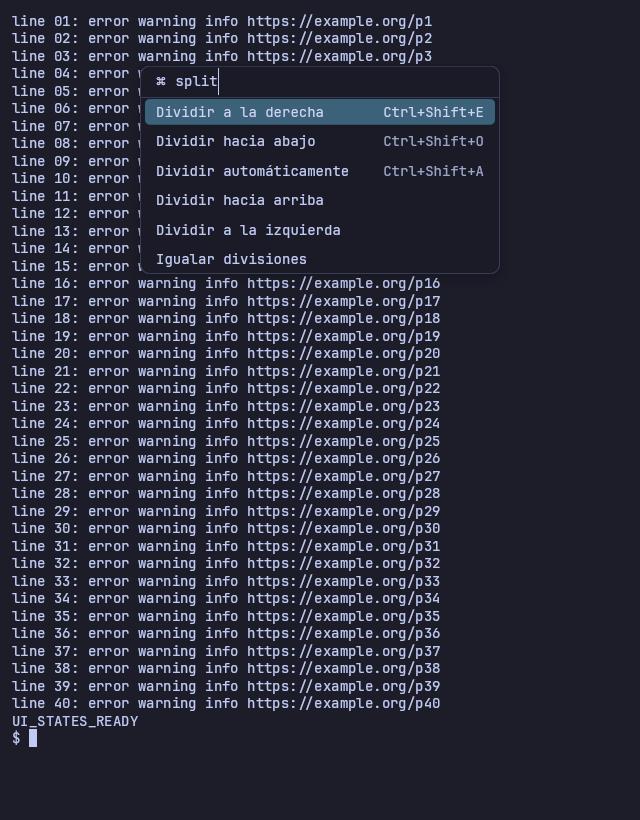 line 01: error warning info https://example.org/p1
line 02: error warning info https://example.org/p2
line 03: error warning info https://example.org/p3
line 04: error
line 05: error
line 06: error
line 07: error
line 08: error
line 09: error
line 10: error
line 11: error
line 12: error
line 13: error
line 14: error
line 15: error
⌘ split
Dividir a la derecha Ctrl+Shift+E
Dividir hacia abajo Ctrl+Shift+O
Dividir automáticamente Ctrl+Shift+A
Dividir hacia arriba
Dividir a la izquierda
Igualar divisiones
line 16: error warning info https://example.org/p16
line 17: error warning info https://example.org/p17
line 18: error warning info https://example.org/p18
line 19: error warning info https://example.org/p19
line 20: error warning info https://example.org/p20
line 21: error warning info https://example.org/p21
line 22: error warning info https://example.org/p22
line 23: error warning info https://example.org/p23
line 24: error warning info https://example.org/p24
line 25: error warning info https://example.org/p25
line 26: error warning info https://example.org/p26
line 27: error warning info https://example.org/p27
line 28: error warning info https://example.org/p28
line 29: error warning info https://example.org/p29
line 30: error warning info https://example.org/p30
line 31: error warning info https://example.org/p31
line 32: error warning info https://example.org/p32
line 33: error warning info https://example.org/p33
line 34: error warning info https://example.org/p34
line 35: error warning info https://example.org/p35
line 36: error warning info https://example.org/p36
line 37: error warning info https://example.org/p37
line 38: error warning info https://example.org/p38
line 39: error warning info https://example.org/p39
line 40: error warning info https://example.org/p40
UI_STATES_READY
$